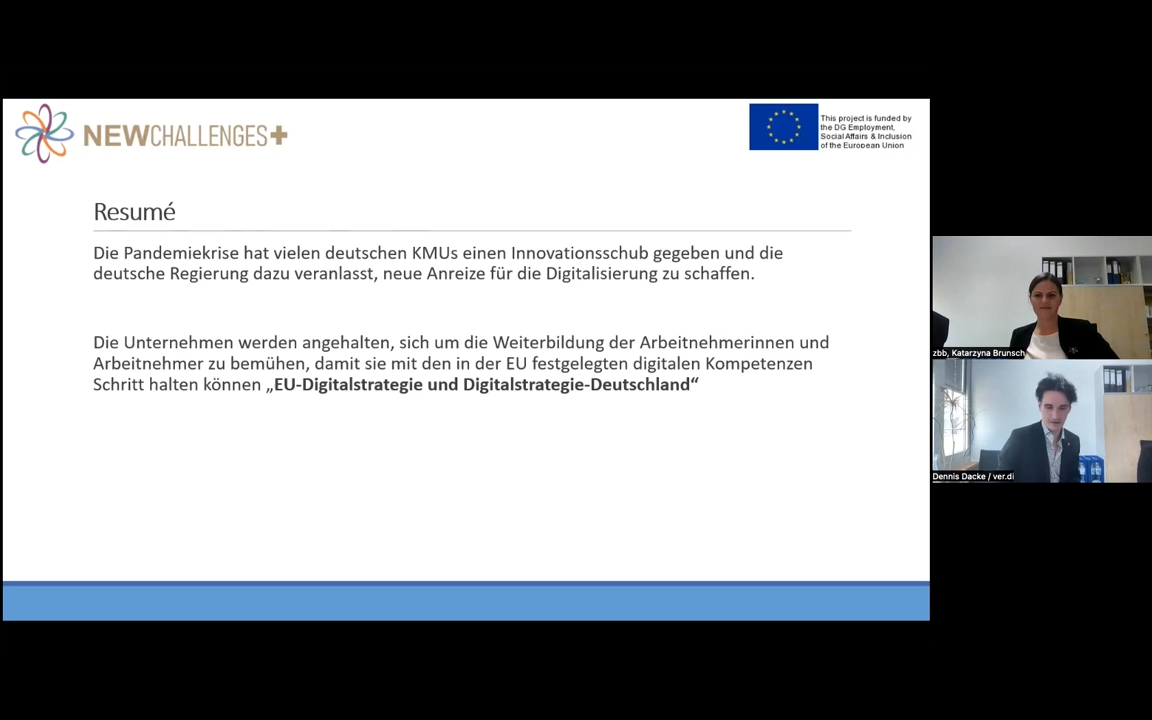 NEWCHALLENGES+
This project is funded by
the DG Employment,
Social Affairs & Inclusion
of the European Union
Resumé
Die Pandemiekrise hat vielen deutschen KMUs einen Innovationsschub gegeben und die
deutsche Regierung dazu veranlasst, neue Anreize für die Digitalisierung zu schaffen.
Die Unternehmen werden angehalten, sich um die Weiterbildung der Arbeitnehmerinnen und
Arbeitnehmer zu bemühen, damit sie mit den in der EU festgelegten digitalen Kompetenzen
Schritt halten können „EU-Digitalstrategie und Digitalstrategie-Deutschland“
zbb, Katarzyna Brunsch
Dennis Dacke / ver.di